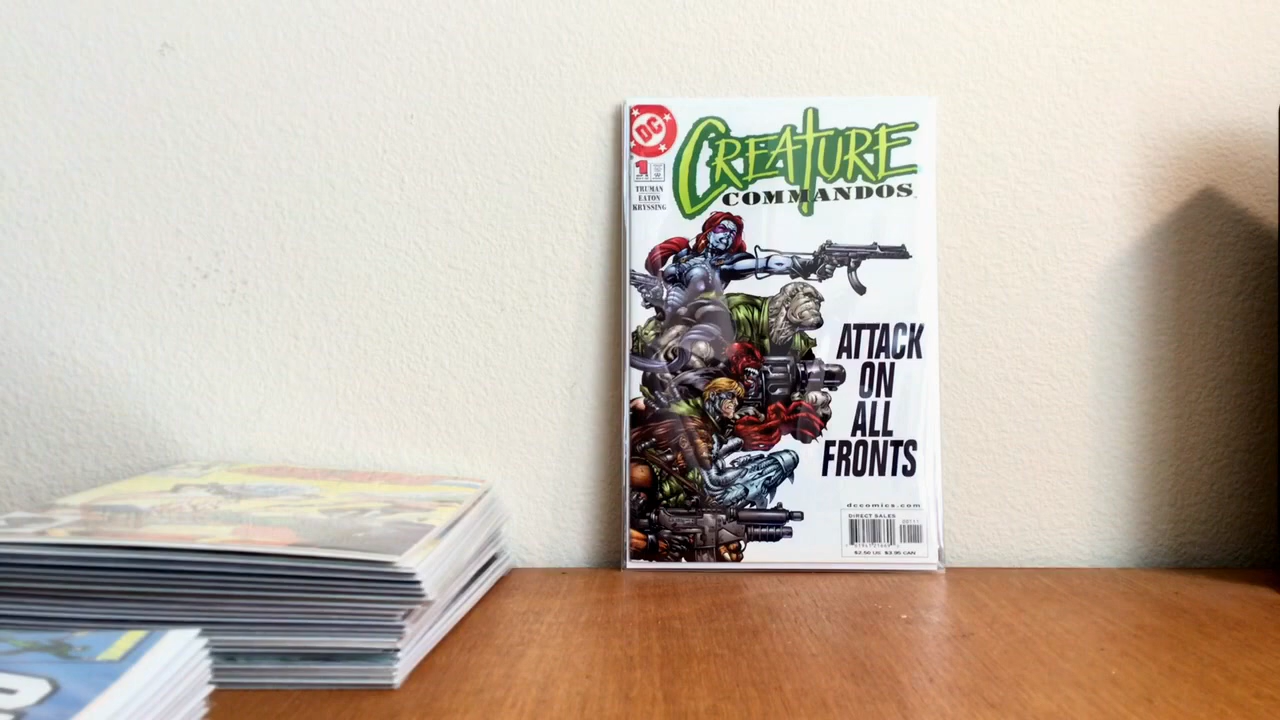 DC
CREATURE
COMMANDOS
1
TRUMAN
EATON
KRYSSING
ATTACK
ON
ALL
FRONTS
dccomics.com
DIRECT SALES
00111
$2.50 US $3.95 CAN